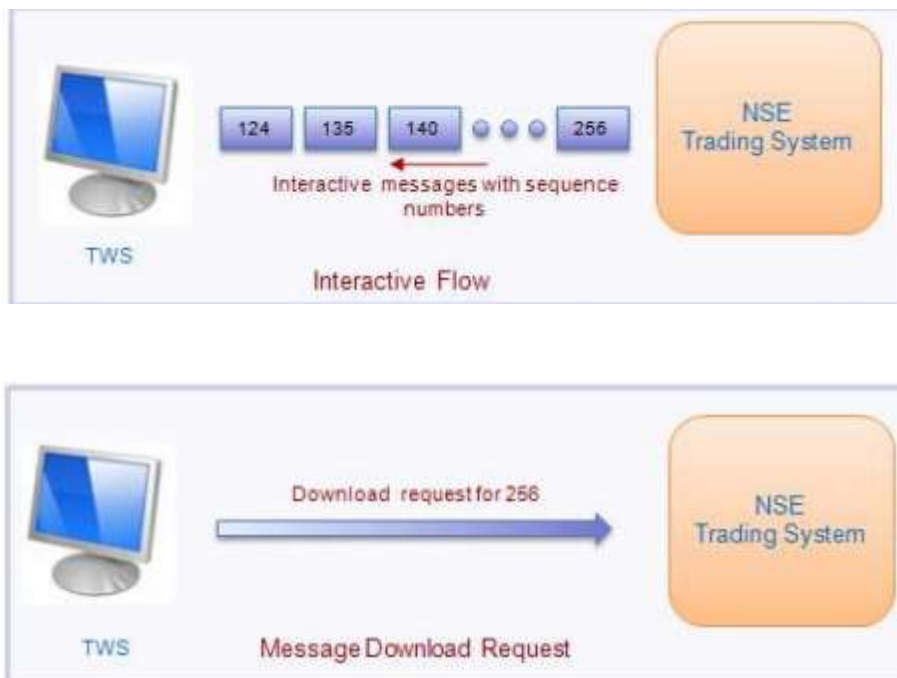 NSE
Trading System
124 135 140 256
Interactive messages with sequence
numbers
TWS
Interactive Flow
Download request for 256
NSE
Trading System
TWS
Message Download Request